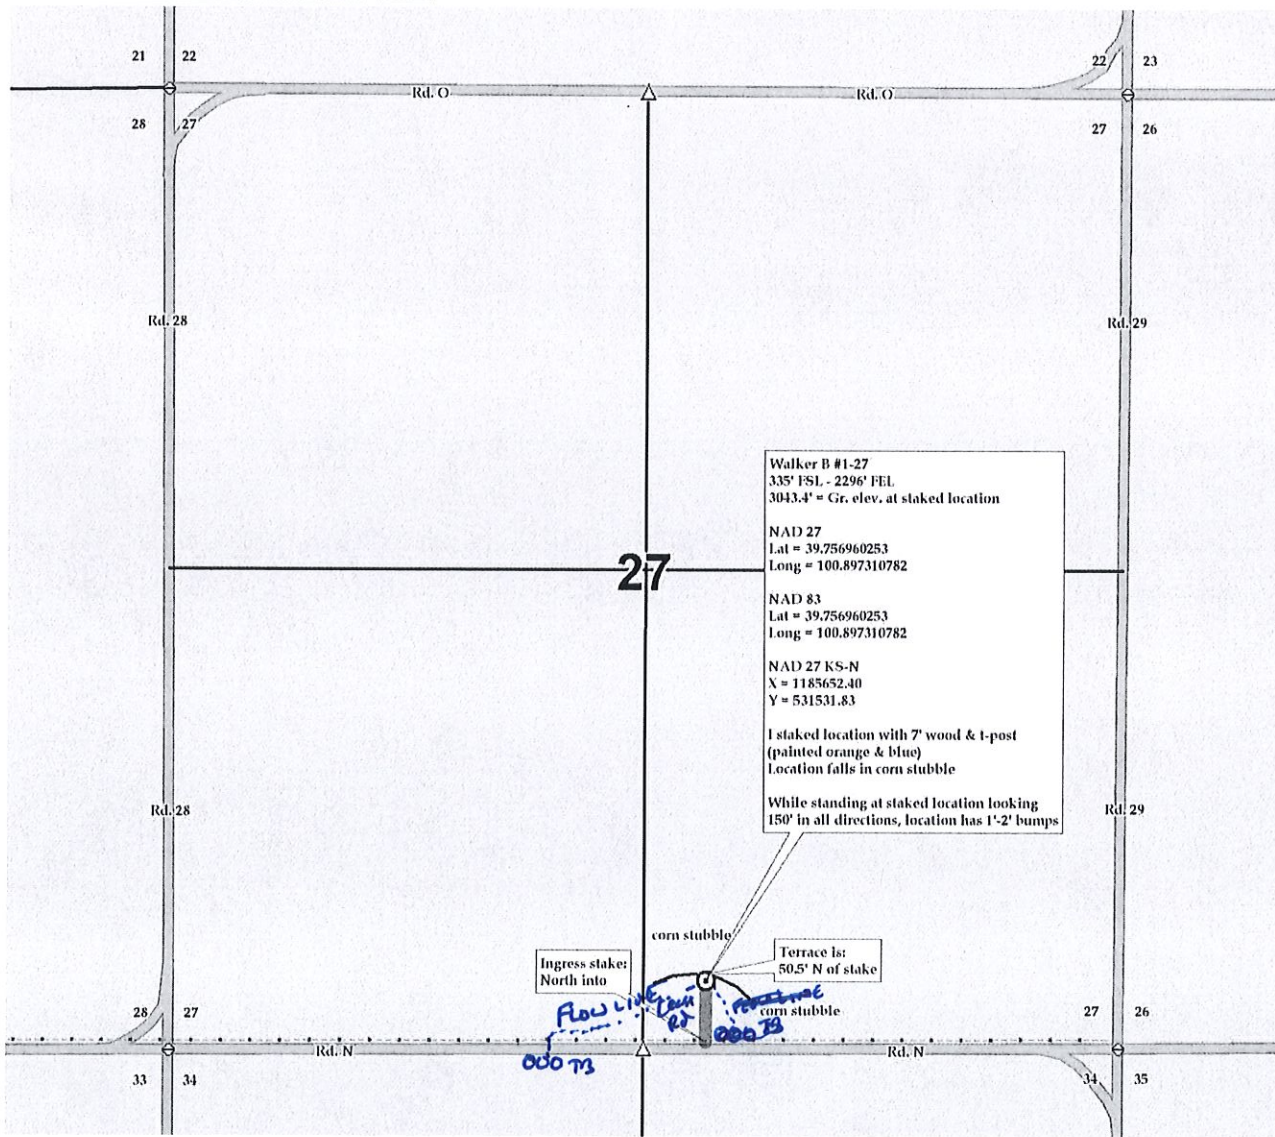 21 22
22 23
Rd. O
Rd. O
28 27
27 26
Rd. 28
Rd. 29
Walker B #1-27
335' FSL - 2296' FEL
3043.4' = Gr. elev. at staked location
NAD 27
Lat = 39.756960253
Long = 100.897310782
27
NAD 83
Lat = 39.756960253
Long = 100.897310782
NAD 27 KS-N
X = 1185652.40
Y = 531531.83
I staked location with 7' wood & t-post
(painted orange & blue)
Location falls in corn stubble
While standing at staked location looking
150' in all directions, location has 1'-2' bumps
Rd. 28
Rd. 29
corn stubble
Terrace is:
50.5' N of stake
Ingress stake:
North into
FLOW LINE
Rd
corn stubble
TB
28 27
27 26
Rd. N
Rd. N
TB
33 34
34 35